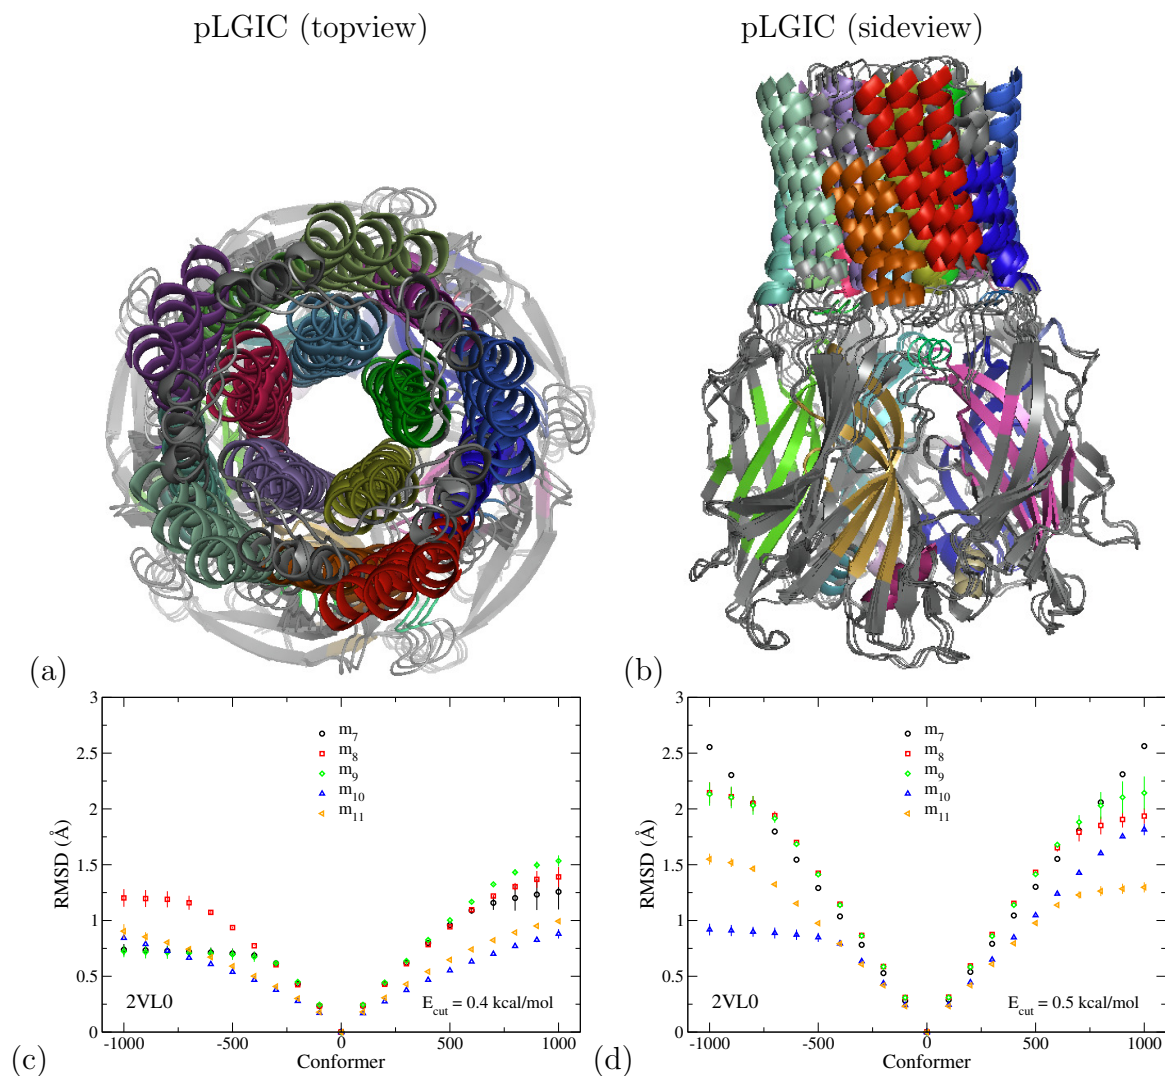 pLGIC (topview)
pLGIC (sideview)
(a)
(b)
3
2.5
2
1.5
1
0.5
0
RMSD (Å)
m7
m8
m9
m10
m11
2VL0
Ecut = 0.4 kcal/mol
-1000
-500
0
500
1000
Conformer
(c)
3
2.5
2
1.5
1
0.5
0
RMSD (Å)
m7
m8
m9
m10
m11
2VL0
Ecut = 0.5 kcal/mol
-1000
-500
0
500
1000
Conformer
(d)